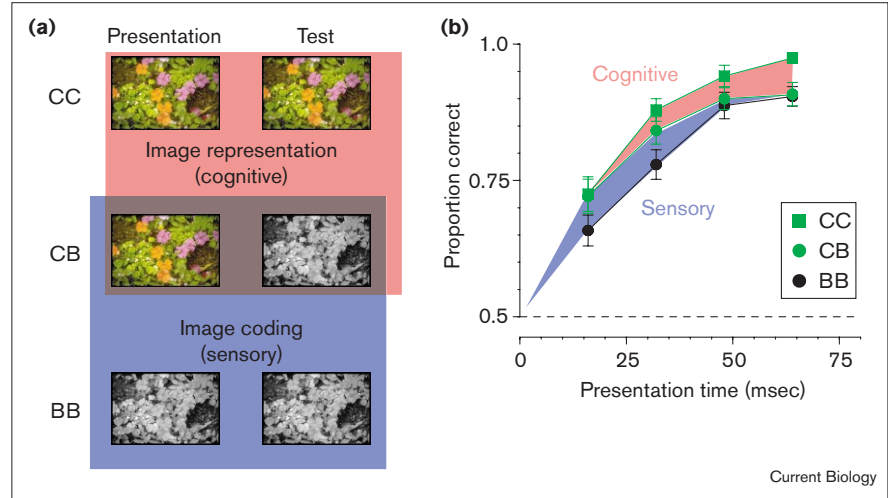 (a)
Presentation Test
CC
Image representation
(cognitive)
CB
Image coding
(sensory)
BB
(b)
1.0
0.75
0.5
Proportion correct
Cognitive
Sensory
CC
CB
BB
0 25 50 75
Presentation time (msec)
Current Biology